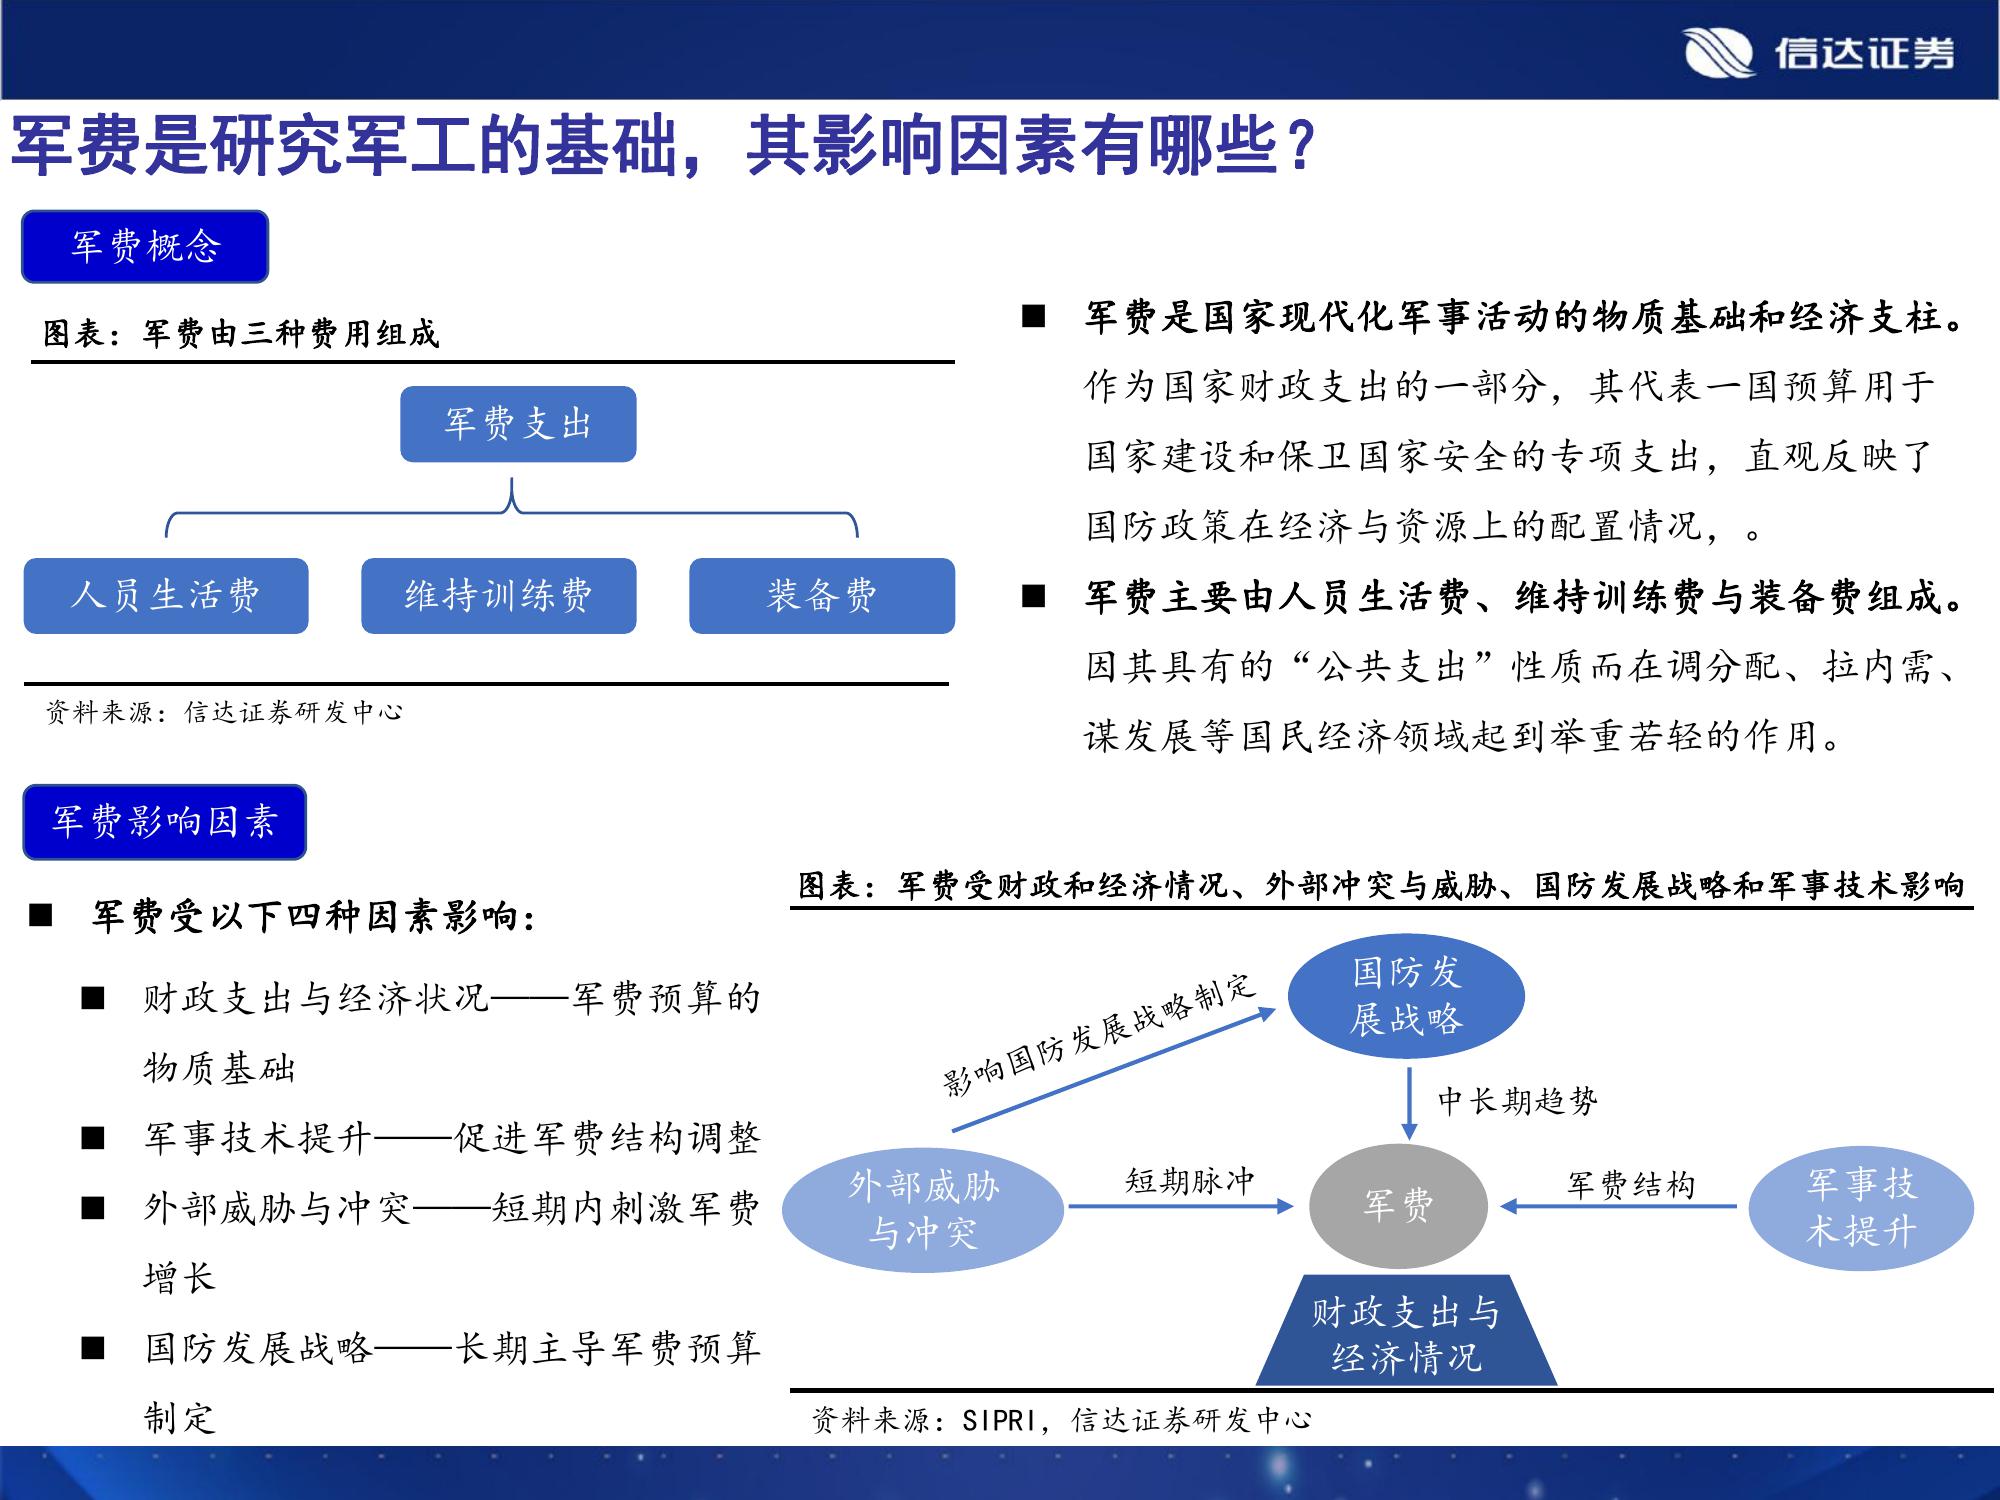 信达证券
军费是研究军工的基础，其影响因素有哪些？
军费概念
图表：军费由三种费用组成
军费支出
人员生活费
维持训练费
装备费
资料来源：信达证券研发中心
■ 军费是国家现代化军事活动的物质基础和经济支柱。
作为国家财政支出的一部分，其代表一国预算用于
国家建设和保卫国家安全的专项支出，直观反映了
国防政策在经济与资源上的配置情况，。
■ 军费主要由人员生活费、维持训练费与装备费组成。
因其具有的“公共支出”性质而在调分配、拉内需、
谋发展等国民经济领域起到举重若轻的作用。
军费影响因素
■ 军费受以下四种因素影响：
■ 财政支出与经济状况——军费预算的
物质基础
■ 军事技术提升——促进军费结构调整
■ 外部威胁与冲突——短期内刺激军费
增长
■ 国防发展战略——长期主导军费预算
制定
图表：军费受财政和经济情况、外部冲突与威胁、国防发展战略和军事技术影响
国防发
展战略
影响国防发展战略制定
中长期趋势
外部威胁
与冲突
短期脉冲
军费
军费结构
军事技
术提升
财政支出与
经济情况
资料来源：SIPRI，信达证券研发中心